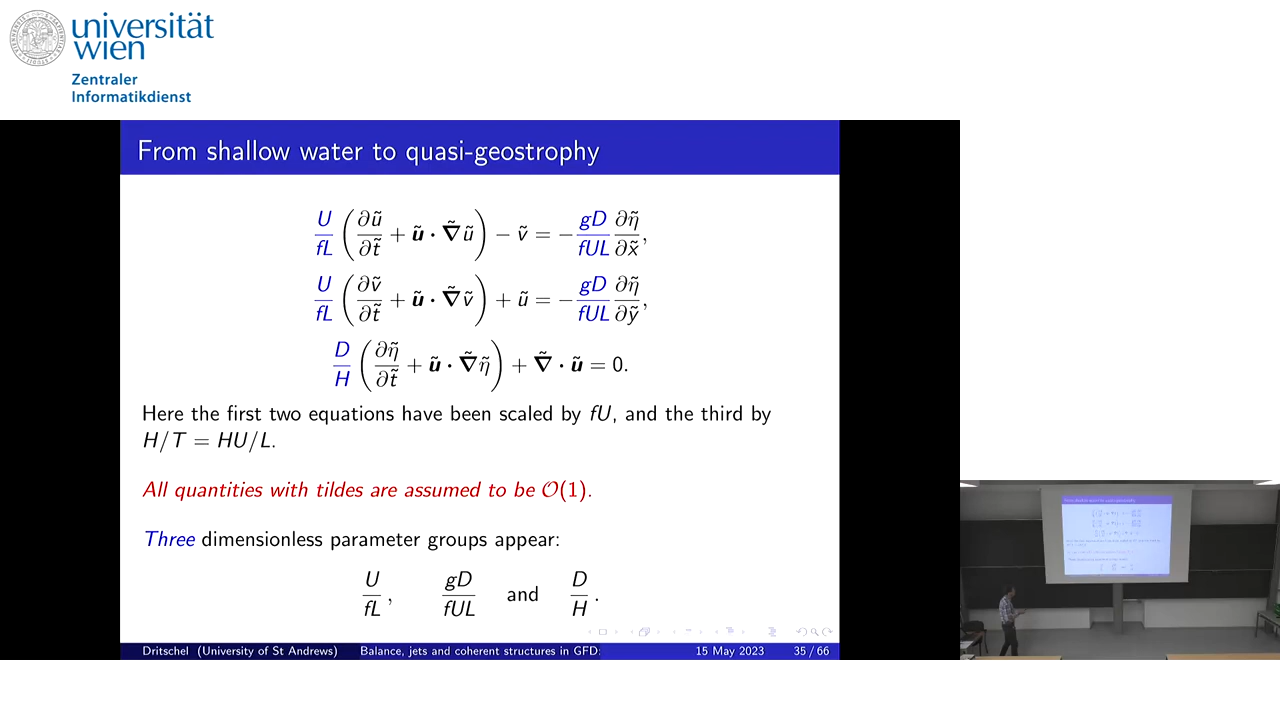 universität
wien
Zentraler
Informatikdienst
From shallow water to quasi-geostrophy
U/fL (∂ũ/∂t̃ + ũ · ∇̃ũ) − ṽ = − gD/fUL ∂η̃/∂x̃,
U/fL (∂ṽ/∂t̃ + ũ · ∇̃ṽ) + ũ = − gD/fUL ∂η̃/∂ỹ,
D/H (∂η̃/∂t̃ + ũ · ∇̃η̃) + ∇̃ · ũ = 0.
Here the first two equations have been scaled by fU, and the third by
H/T = HU/L.
All quantities with tildes are assumed to be O(1).
Three dimensionless parameter groups appear:
U/fL , gD/fUL and D/H .
Dritschel (University of St Andrews) Balance, jets and coherent structures in GFD: 15 May 2023 35 / 66